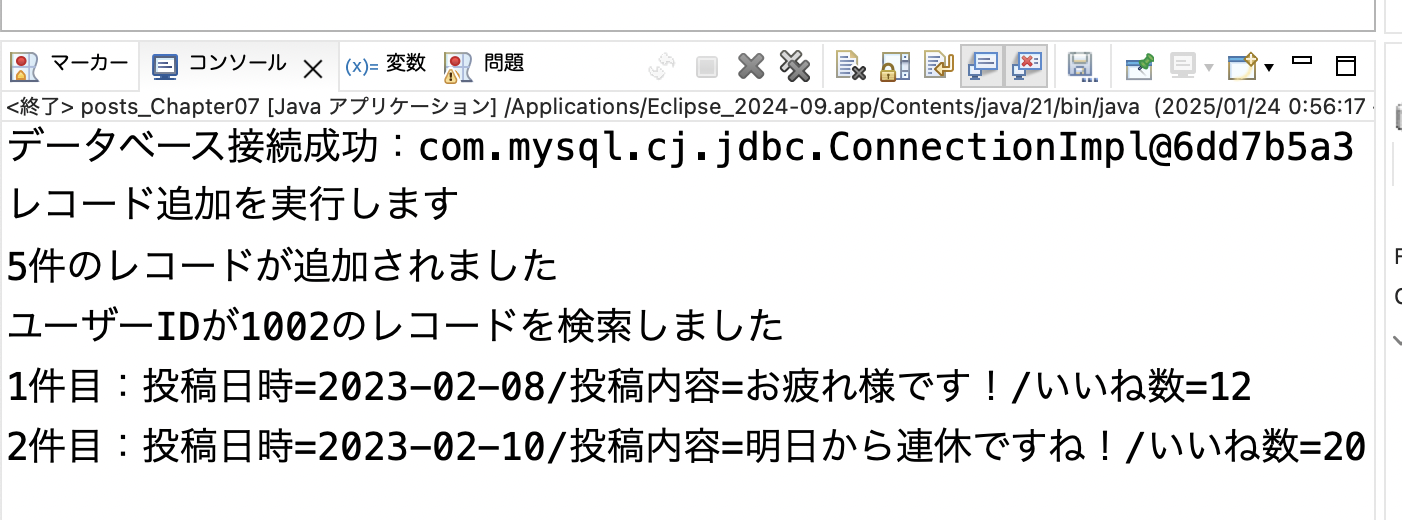 マーカー コンソール (x)= 変数 問題
<終了> posts_Chapter07 [Java アプリケーション] /Applications/Eclipse_2024-09.app/Contents/java/21/bin/java (2025/01/24 0:56:17
データベース接続成功：com.mysql.cj.jdbc.ConnectionImpl@6dd7b5a3
レコード追加を実行します
5件のレコードが追加されました
ユーザーIDが1002のレコードを検索しました
1件目：投稿日時=2023-02-08/投稿内容=お疲れ様です！/いいね数=12
2件目：投稿日時=2023-02-10/投稿内容=明日から連休ですね！/いいね数=20